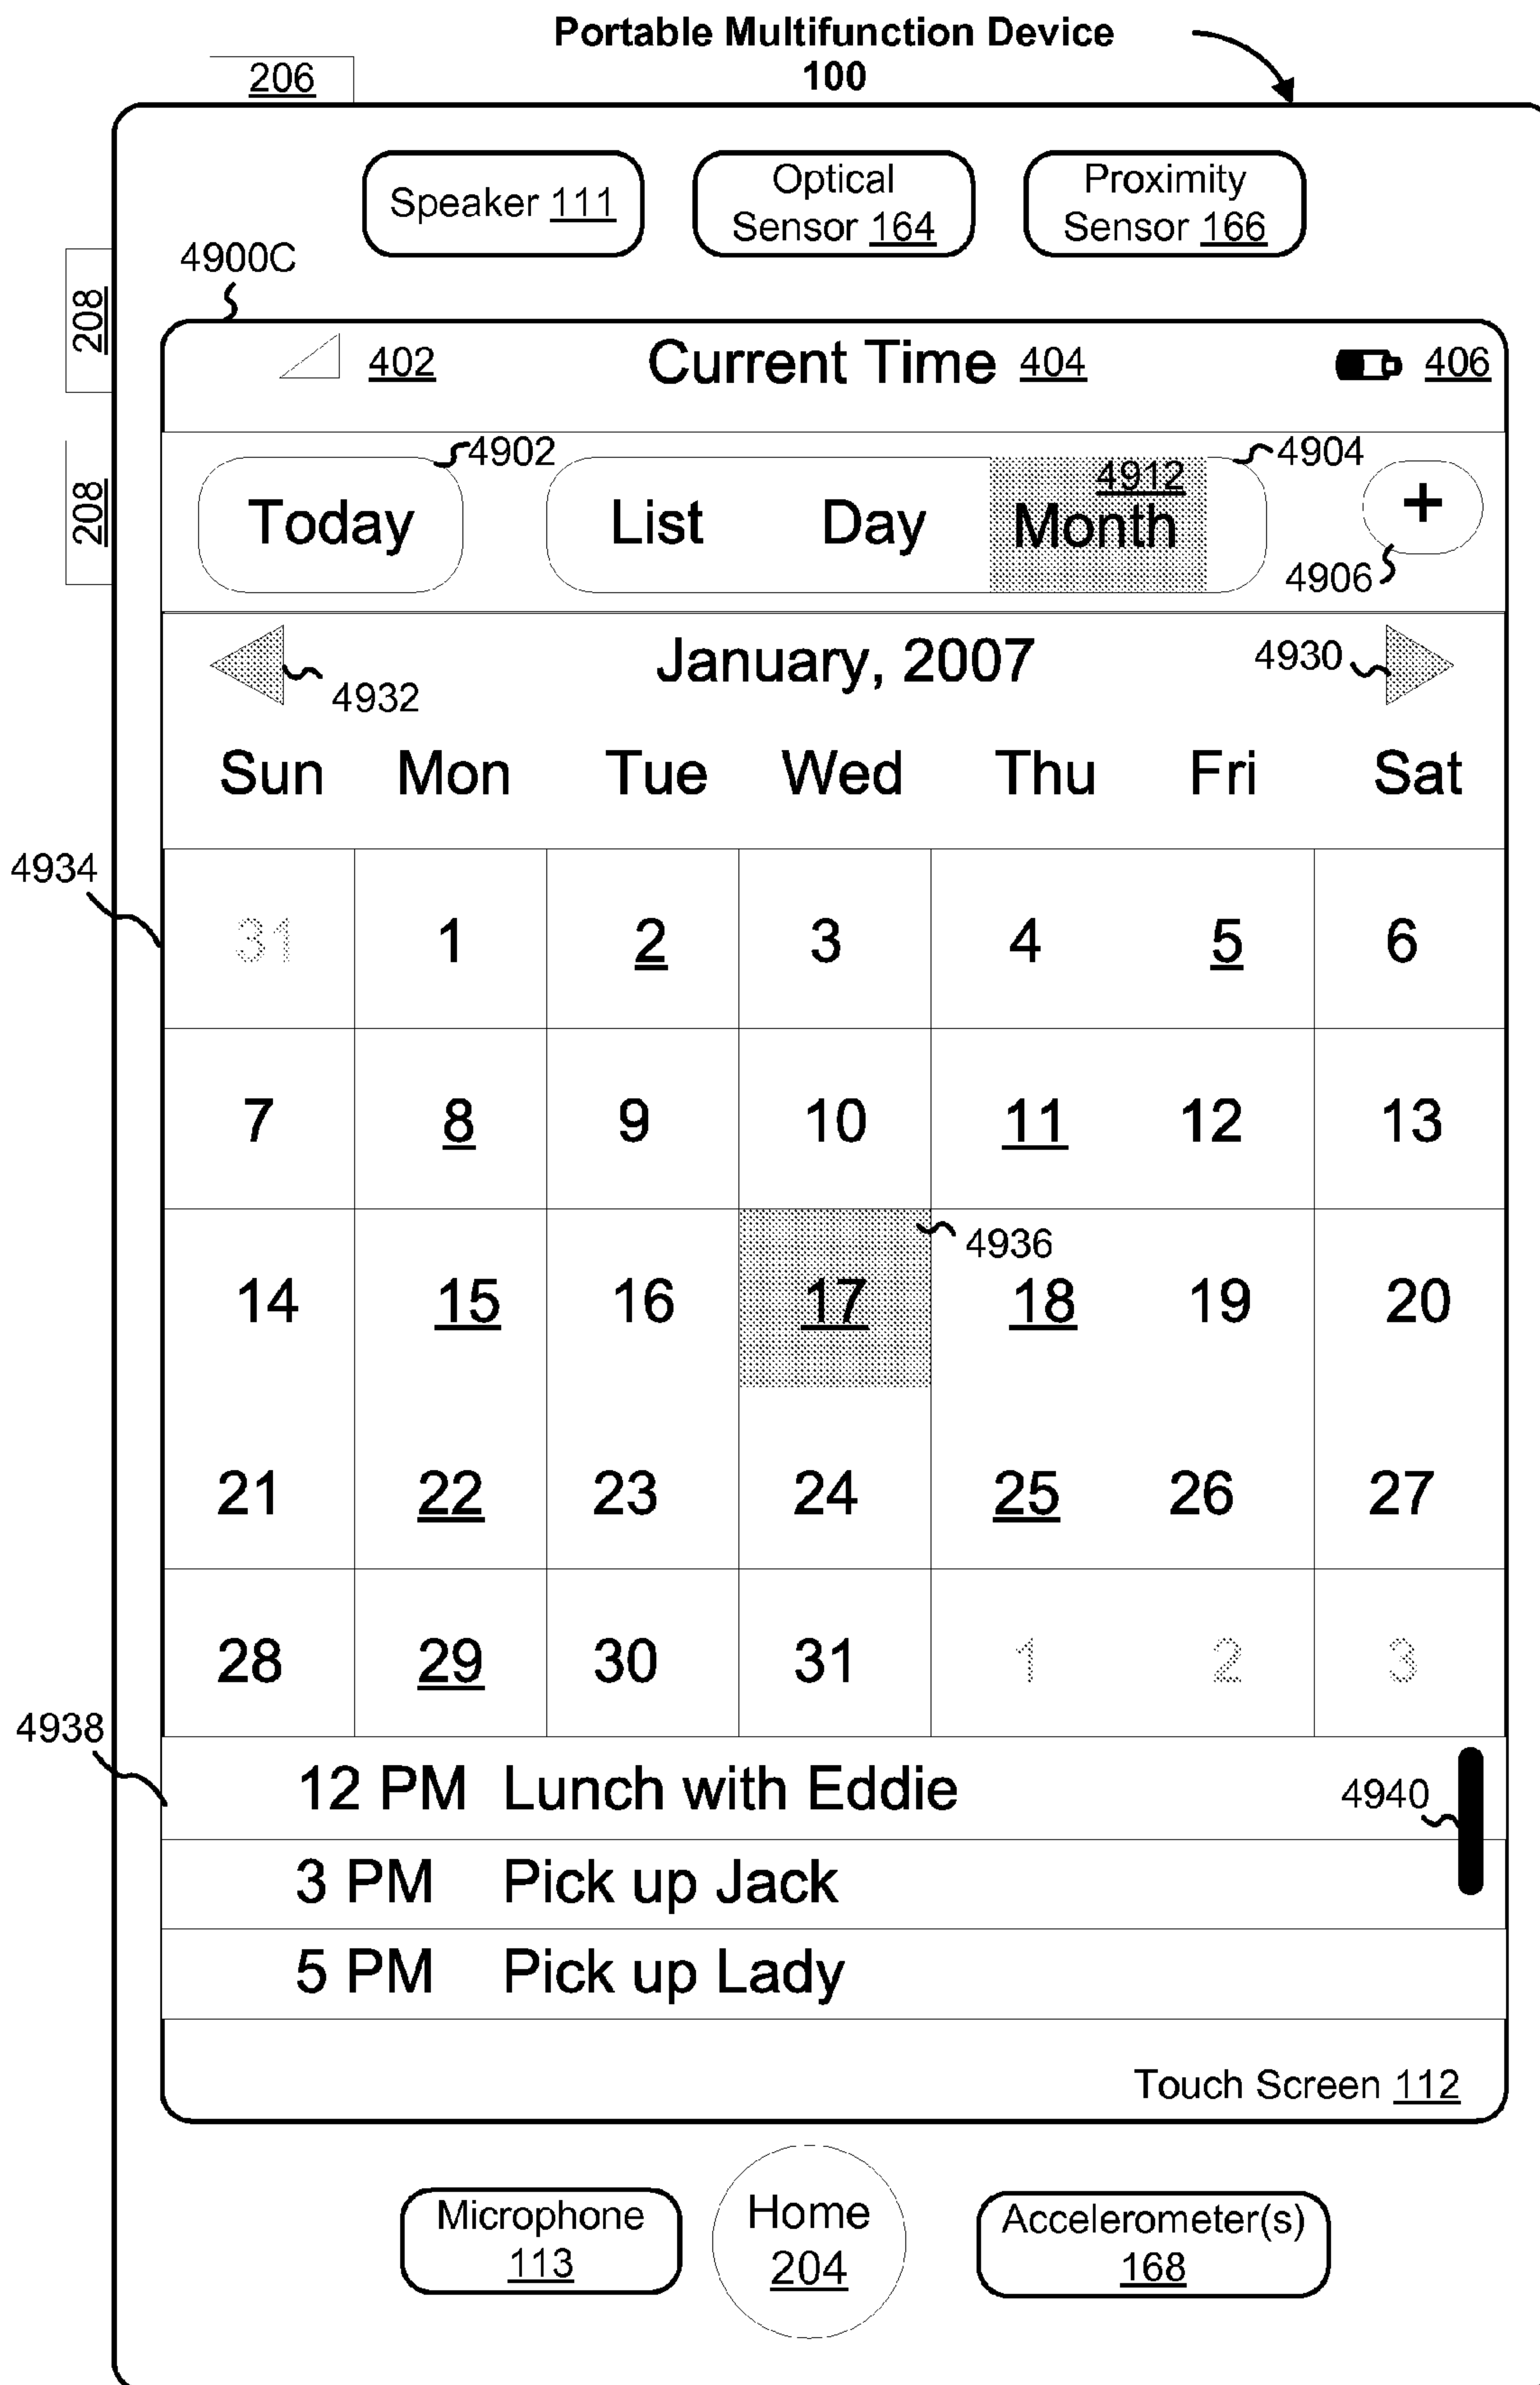 Portable Multifunction Device
100
206
Speaker 111
Optical
Sensor 164
Proximity
Sensor 166
4900C
208
402
Current Time 404
406
4902
4904
208
Today
List
Day
4912
Month
+
4906
4932
January, 2007
4930
Sun Mon Tue Wed Thu Fri Sat
4934
31 1 2 3 4 5 6
7 8 9 10 11 12 13
4936
14 15 16 17 18 19 20
21 22 23 24 25 26 27
28 29 30 31 1 2 3
4938
12 PM Lunch with Eddie
4940
3 PM Pick up Jack
5 PM Pick up Lady
Touch Screen 112
Microphone
113
Home
204
Accelerometer(s)
168